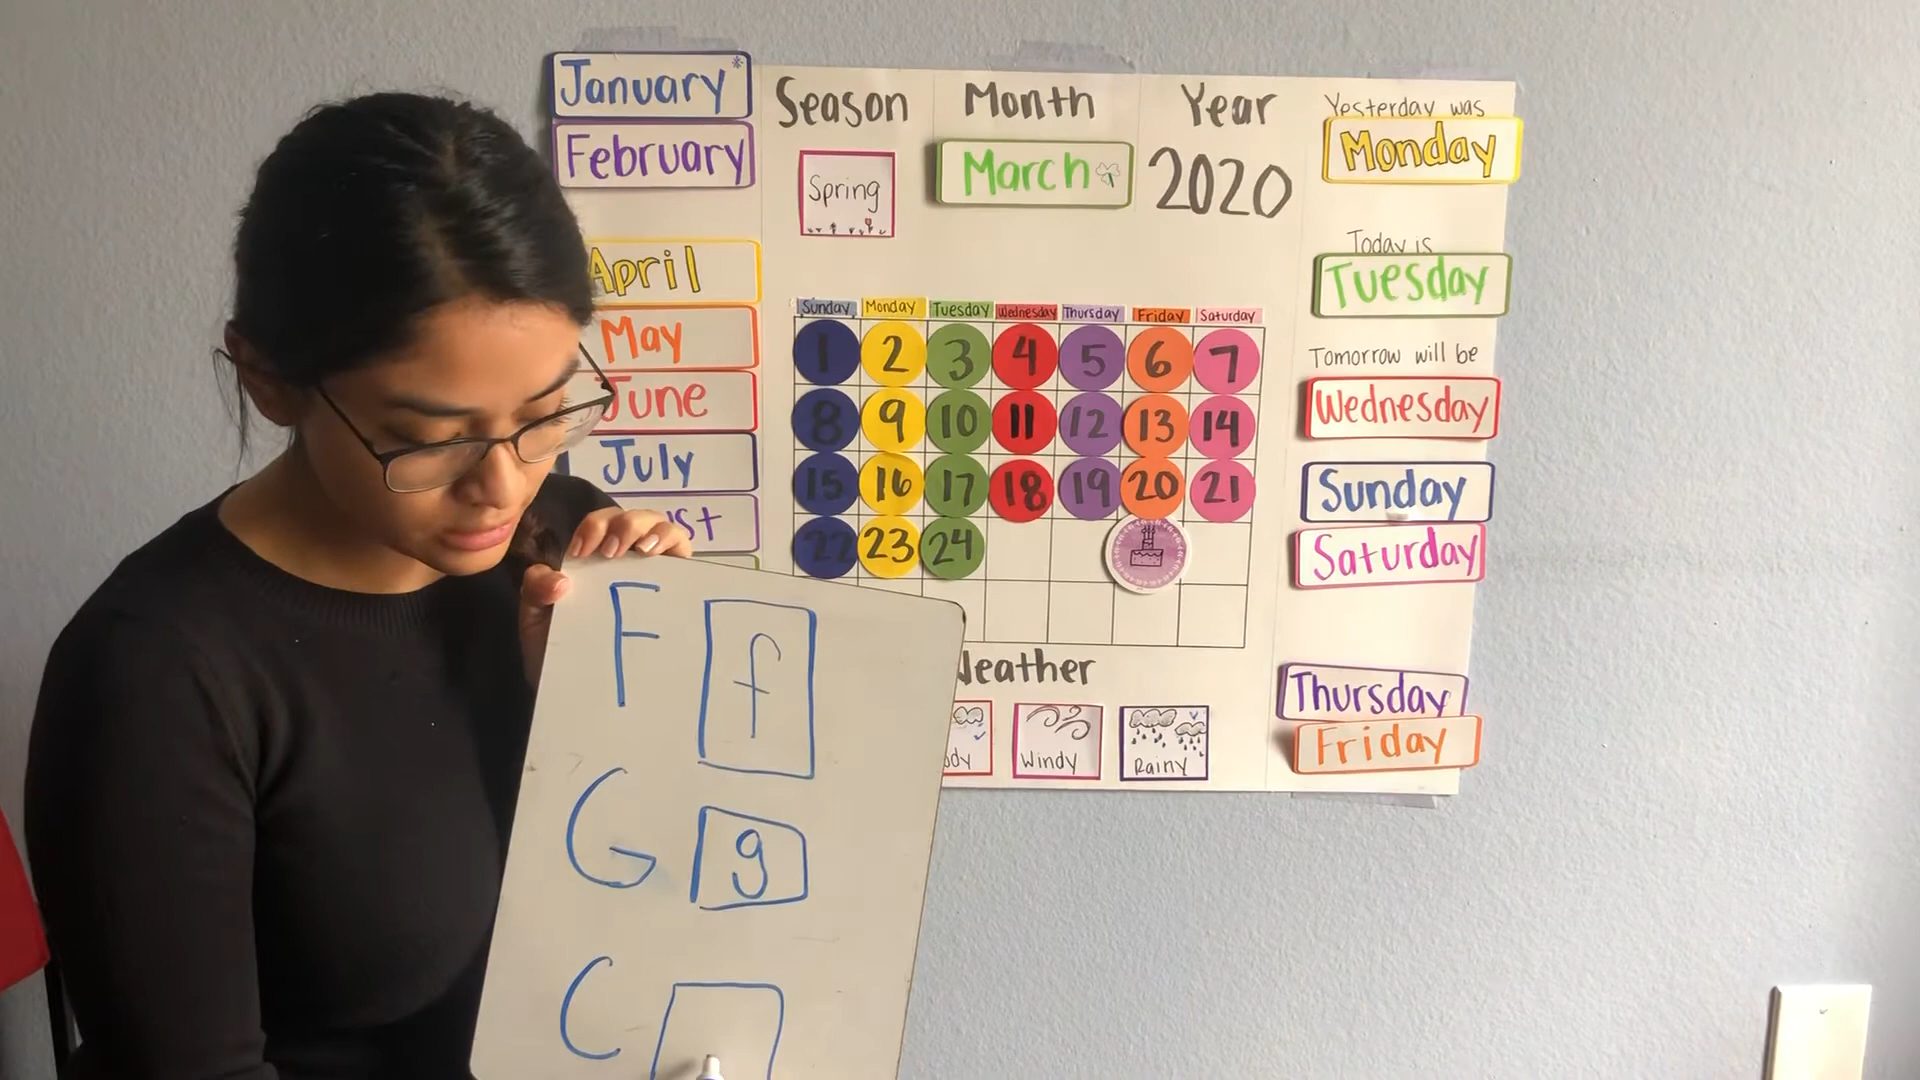 January
February
April
May
June
July
Season
Month
Year
Spring
March
2020
Yesterday was
Monday
Today is
Tuesday
Tomorrow will be
Wednesday
Sunday
Saturday
Thursday
Friday
Sunday Monday Tuesday Wednesday Thursday Friday Saturday
1 2 3 4 5 6 7
8 9 10 11 12 13 14
15 16 17 18 19 20 21
22 23 24
Weather
Windy
Rainy
F f
G g
C